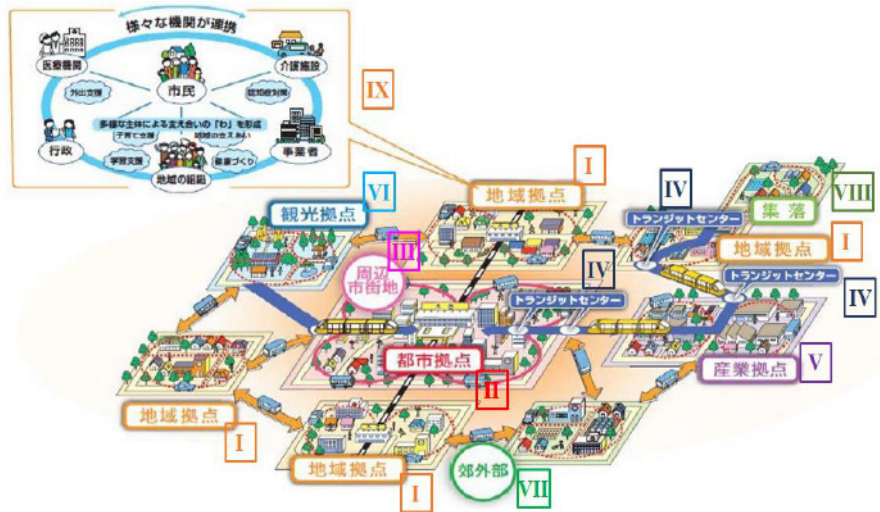 様々な機関が連携
医療機関
介護施設
市民
外出支援
認知症対策
多様な主体による支え合いの「わ」を形成
子育て支援
地域の支えあい
行政
事業者
学習支援
健康づくり
地域の組織
IX
I
地域拠点
VI
観光拠点
IV
トランジットセンター
VIII
集落
III
周辺
市街地
地域拠点
I
IV
トランジットセンター
トランジットセンター
IV
都市拠点
II
産業拠点
V
地域拠点
I
地域拠点
I
郊外部
VII